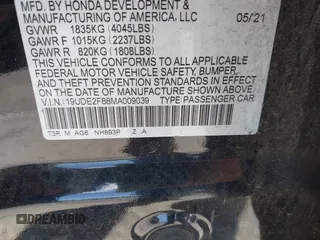 MFD. BY HONDA DEVELOPMENT &
MANUFACTURING OF AMERICA, LLC 05/21
GVWR 1835KG (4045LBS)
GAWR F 1015KG (2237LBS)
GAWR R 820KG (1808LBS)
THIS VEHICLE CONFORMS TO ALL APPLICABLE
FEDERAL MOTOR VEHICLE SAFETY AND
THEFT PREVENTION STANDARDS IN EFFECT ON THE
DATE OF MANUFACTURE SHOWN ABOVE.
V.I.N.: 19UDE2F88MA009039 TYPE: PASSENGER CAR
T3R M AG6 NH893P Z A
DEAMBID